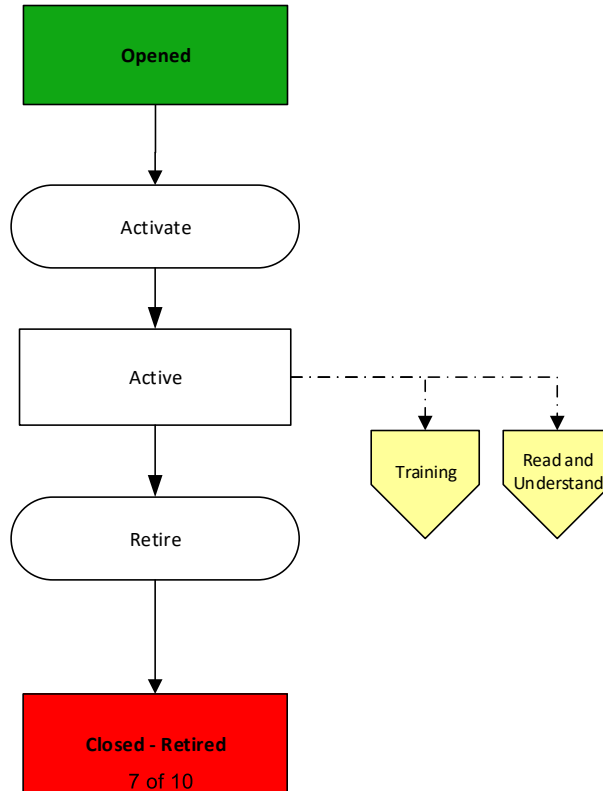 Opened
Activate
Active
Training
Read and
Understand
Retire
Closed - Retired
7 of 10